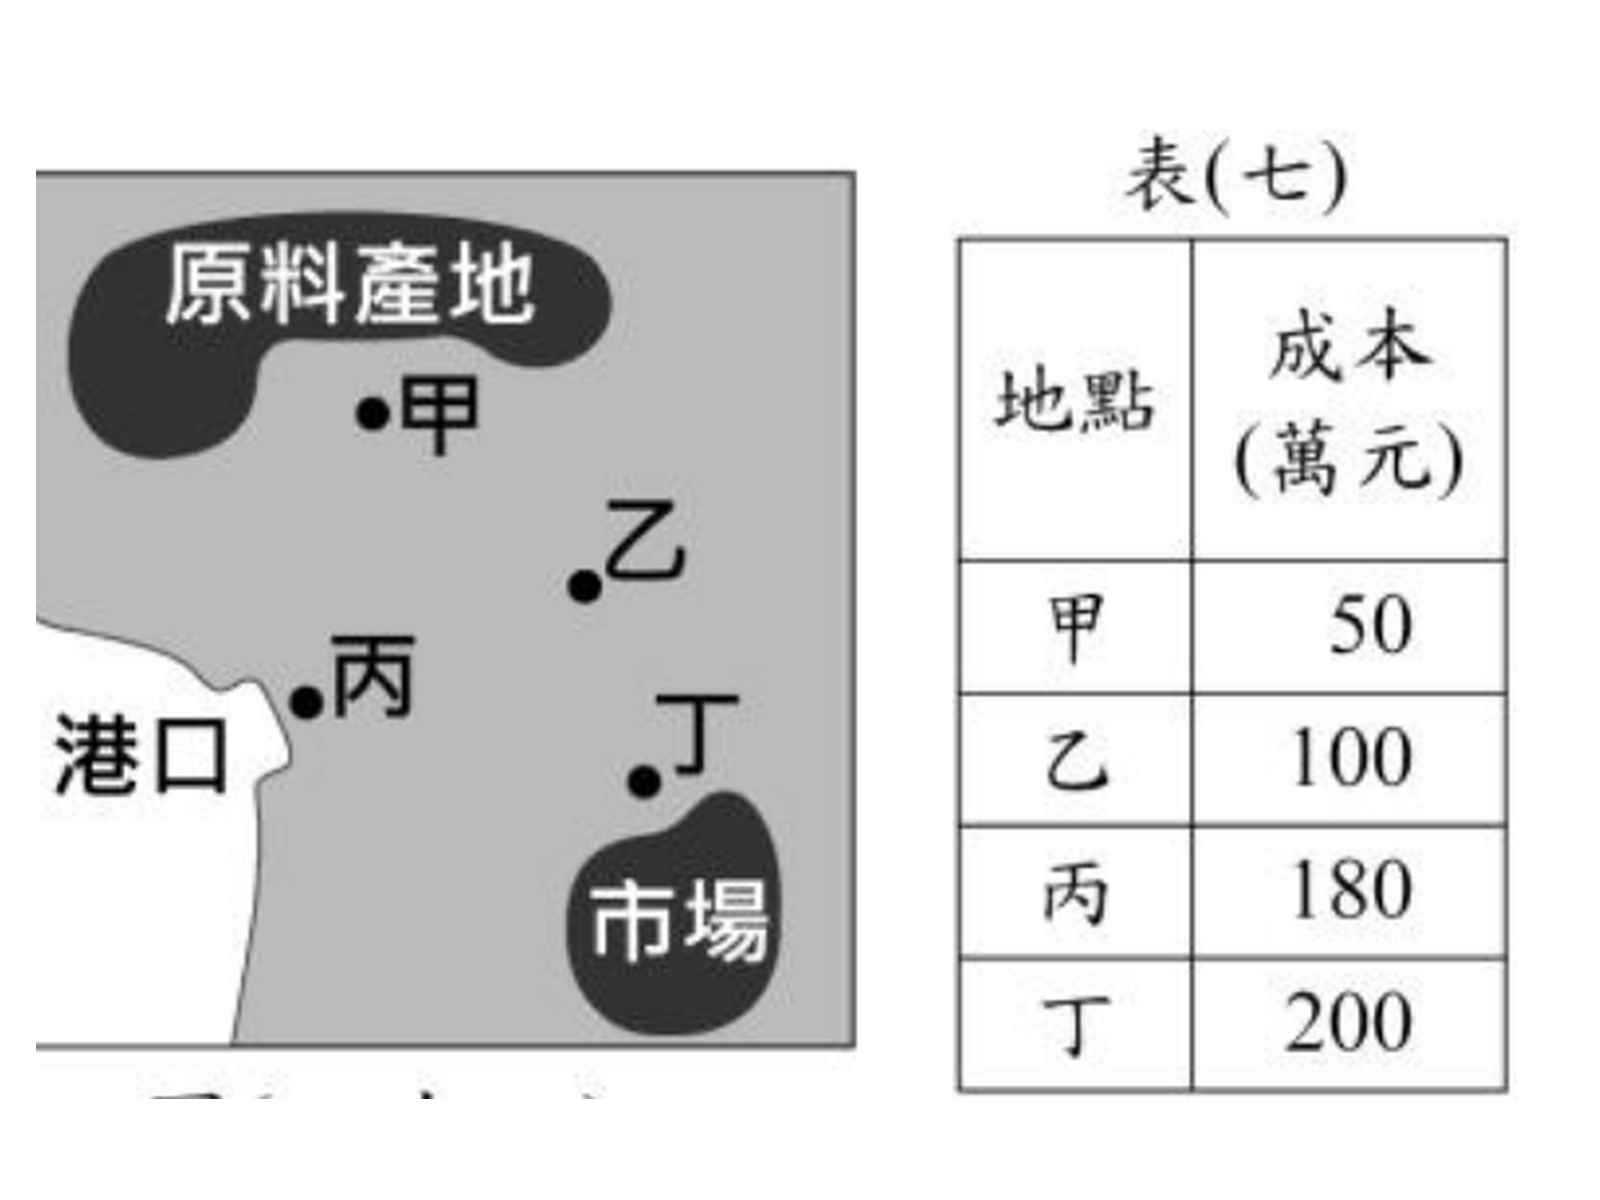 原料產地
甲
乙
丙
丁
港口
市場
表(七)
地點 成本(萬元)
甲 50
乙 100
丙 180
丁 200